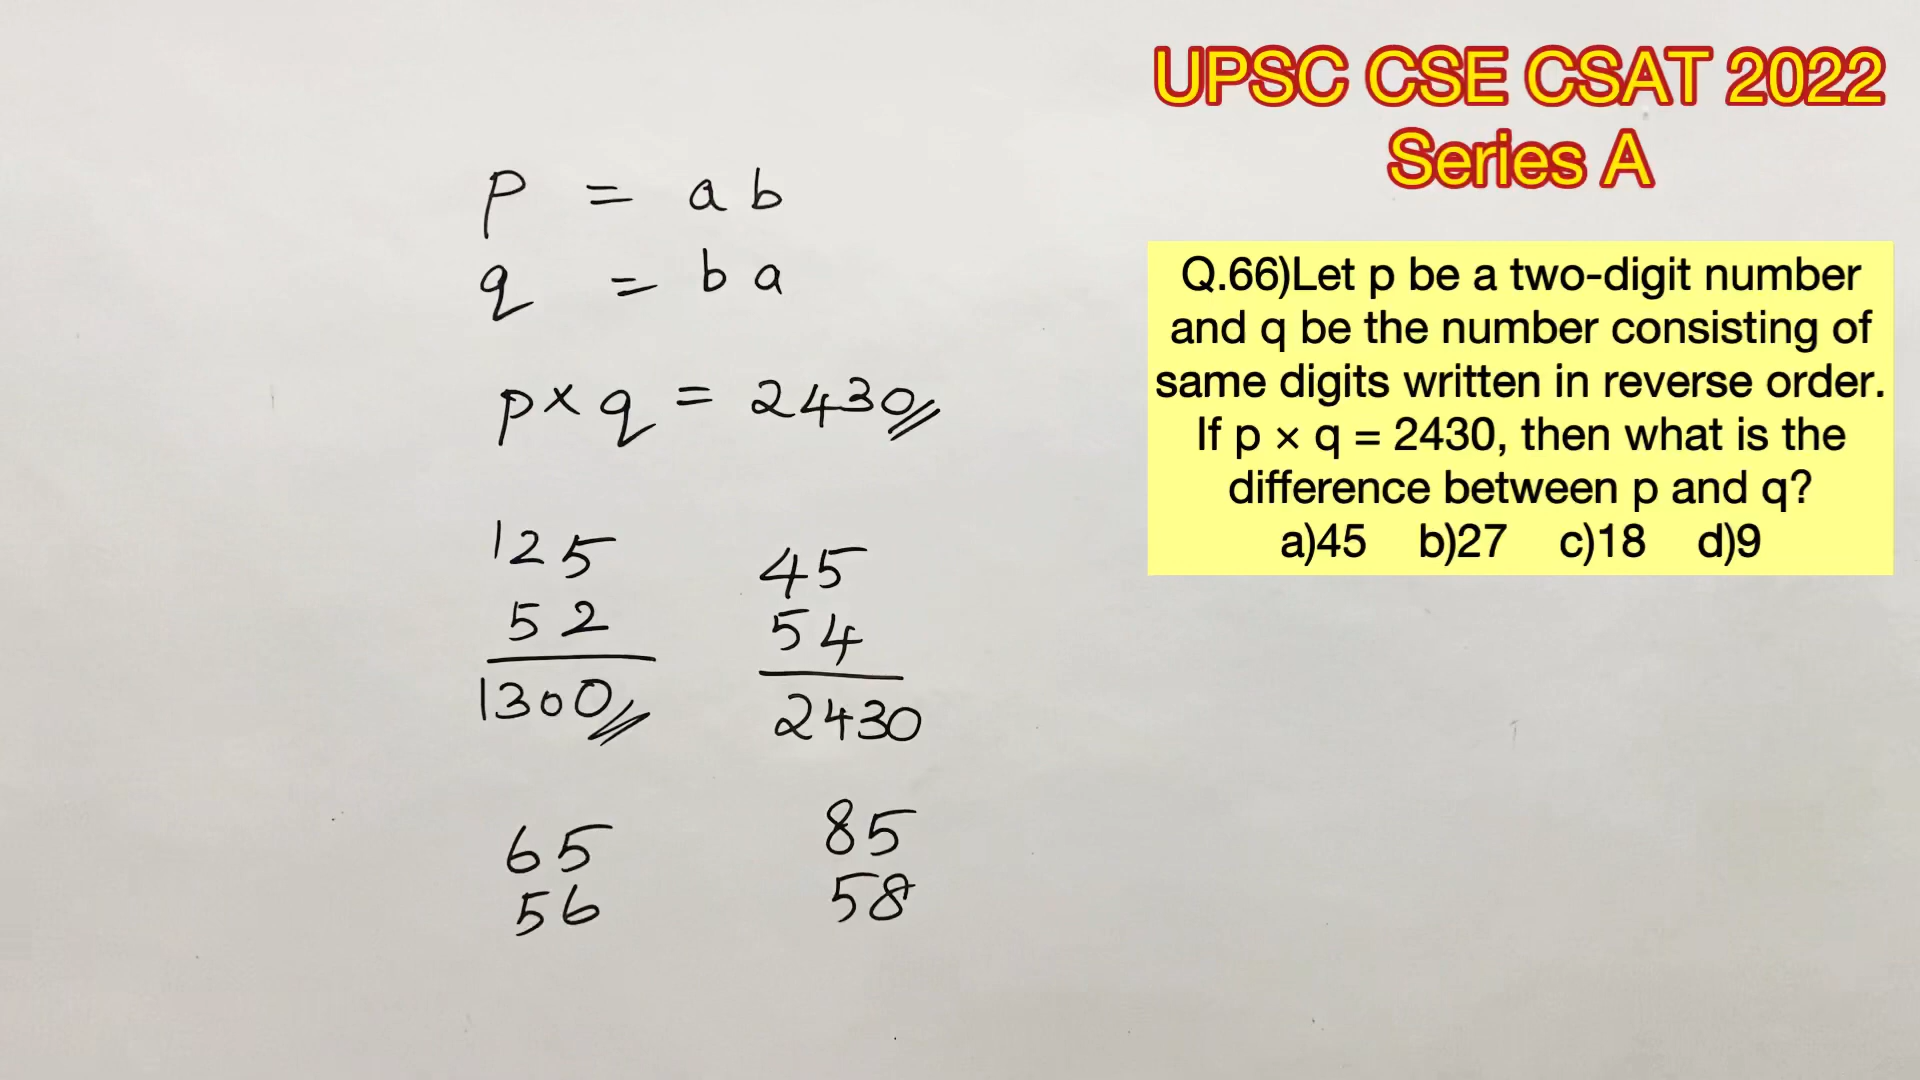 UPSC CSE CSAT 2022
Series A
p = a b
q = b a
p × q = 2430
Q.66)Let p be a two-digit number
and q be the number consisting of
same digits written in reverse order.
If p × q = 2430, then what is the
difference between p and q?
a)45 b)27 c)18 d)9
125
52
1300
45
54
2430
65
56
85
58